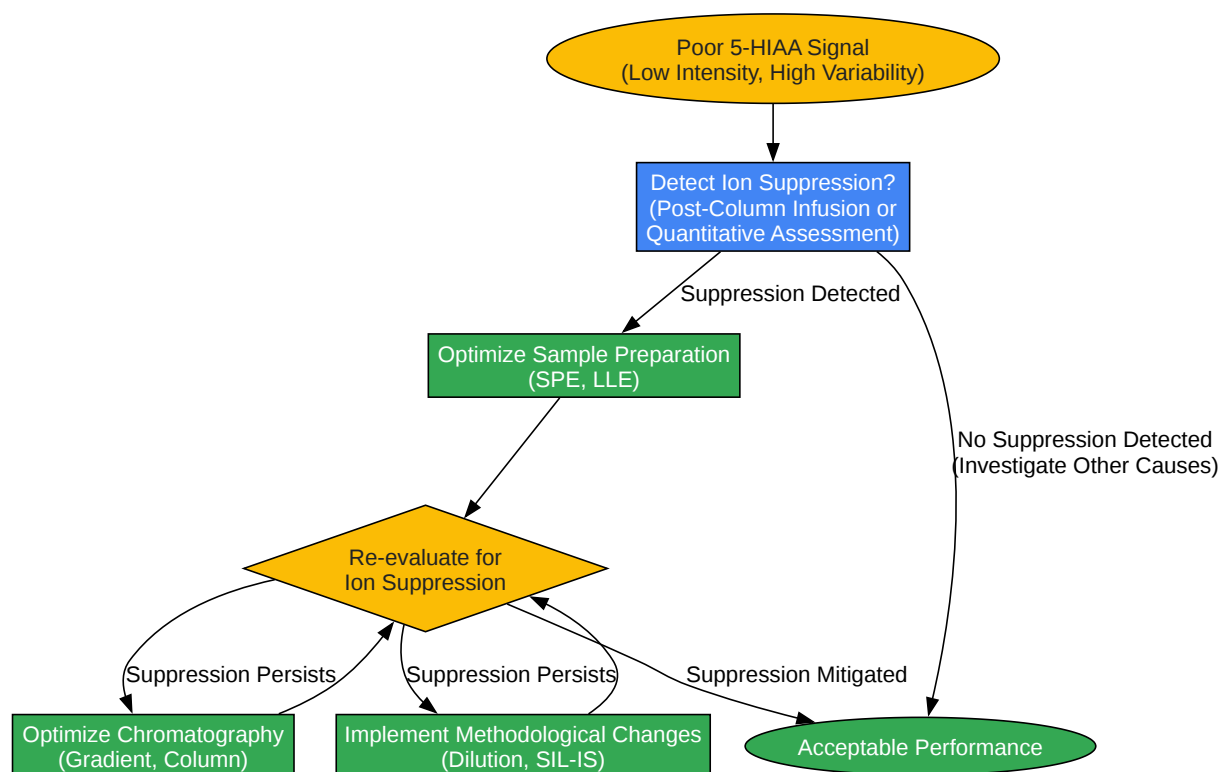 Poor 5-HIAA Signal
(Low Intensity, High Variability)
Detect Ion Suppression?
(Post-Column Infusion or
Quantitative Assessment)
Suppression Detected
Optimize Sample Preparation
(SPE, LLE)
No Suppression Detected
(Investigate Other Causes)
Re-evaluate for
Ion Suppression
Suppression Persists
Suppression Persists
Suppression Mitigated
Optimize Chromatography
(Gradient, Column)
Implement Methodological Changes
(Dilution, SIL-IS)
Acceptable Performance